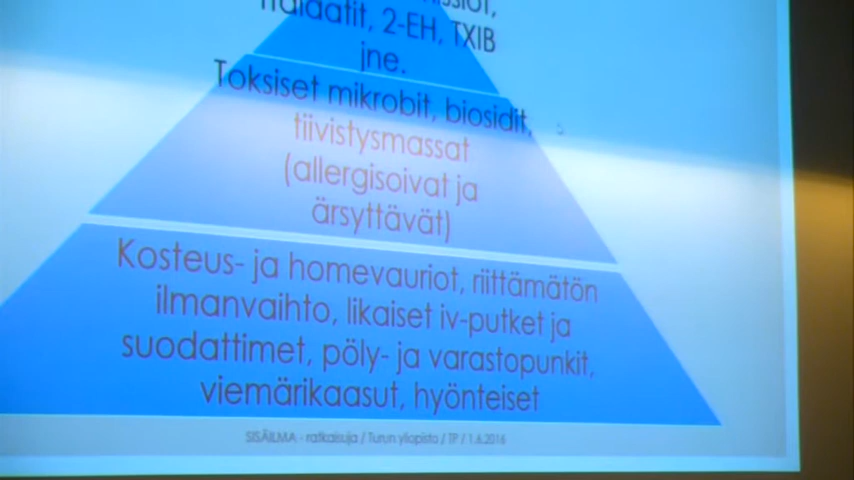 2-EH, TXIB
jne.
Toksiset mikrobit, biosidit,
tiivistysmassat
(allergisoivat ja
ärsyttävät)
Kosteus- ja homevauriot, riittämätön
ilmanvaihto, likaiset iv-putket ja
suodattimet, pöly- ja varastopunkit,
viemärikaasut, hyönteiset
SISÄILMA - ratkaisuja / Turun yliopisto / TP / 1.6.2016